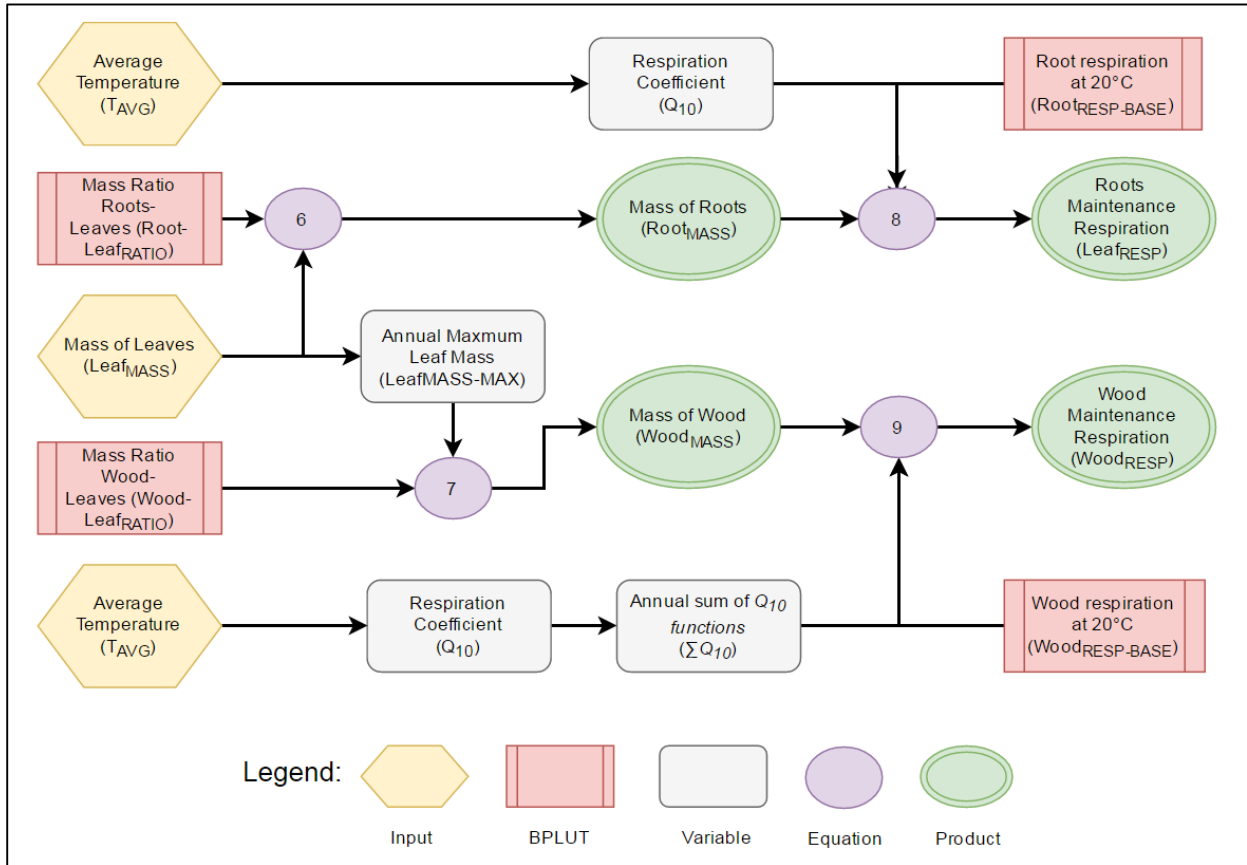 Average
Temperature
(TAVG)
Respiration
Coefficient
(Q10)
Root respiration
at 20°C
(RootRESP-BASE)
Mass Ratio
Roots-
Leaves (Root-
LeafRATIO)
6
Mass of Roots
(RootMASS)
8
Roots
Maintenance
Respiration
(LeafRESP)
Mass of Leaves
(LeafMASS)
Annual Maxmum
Leaf Mass
(LeafMASS-MAX)
Mass of Wood
(WoodMASS)
9
Wood
Maintenance
Respiration
(WoodRESP)
Mass Ratio
Wood-
Leaves (Wood-
LeafRATIO)
7
Average
Temperature
(TAVG)
Respiration
Coefficient
(Q10)
Annual sum of Q10
functions
(∑Q10)
Wood respiration
at 20°C
(WoodRESP-BASE)
Legend:
Input
BPLUT
Variable
Equation
Product